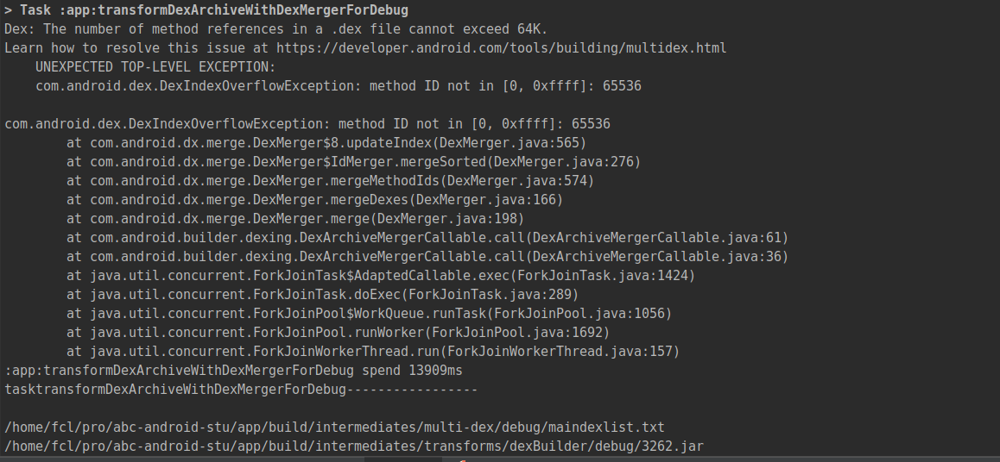 > Task :app:transformDexArchiveWithDexMergerForDebug
Dex: The number of method references in a .dex file cannot exceed 64K.
Learn how to resolve this issue at https://developer.android.com/tools/building/multidex.html
UNEXPECTED TOP-LEVEL EXCEPTION:
com.android.dex.DexIndexOverflowException: method ID not in [0, 0xffff]: 65536
com.android.dex.DexIndexOverflowException: method ID not in [0, 0xffff]: 65536
at com.android.dx.merge.DexMerger$8.updateIndex(DexMerger.java:565)
at com.android.dx.merge.DexMerger$IdMerger.mergeSorted(DexMerger.java:276)
at com.android.dx.merge.DexMerger.mergeMethodIds(DexMerger.java:574)
at com.android.dx.merge.DexMerger.mergeDexes(DexMerger.java:166)
at com.android.dx.merge.DexMerger.merge(DexMerger.java:198)
at com.android.builder.dexing.DexArchiveMergerCallable.call(DexArchiveMergerCallable.java:61)
at com.android.builder.dexing.DexArchiveMergerCallable.call(DexArchiveMergerCallable.java:36)
at java.util.concurrent.ForkJoinTask$AdaptedCallable.exec(ForkJoinTask.java:1424)
at java.util.concurrent.ForkJoinTask.doExec(ForkJoinTask.java:289)
at java.util.concurrent.ForkJoinPool$WorkQueue.runTask(ForkJoinPool.java:1056)
at java.util.concurrent.ForkJoinPool.runWorker(ForkJoinPool.java:1692)
at java.util.concurrent.ForkJoinWorkerThread.run(ForkJoinWorkerThread.java:157)
:app:transformDexArchiveWithDexMergerForDebug spend 13909ms
tasktransformDexArchiveWithDexMergerForDebug-----------------
/home/fcl/pro/abc-android-stu/app/build/intermediates/multi-dex/debug/maindexlist.txt
/home/fcl/pro/abc-android-stu/app/build/intermediates/transforms/dexBuilder/debug/3262.jar